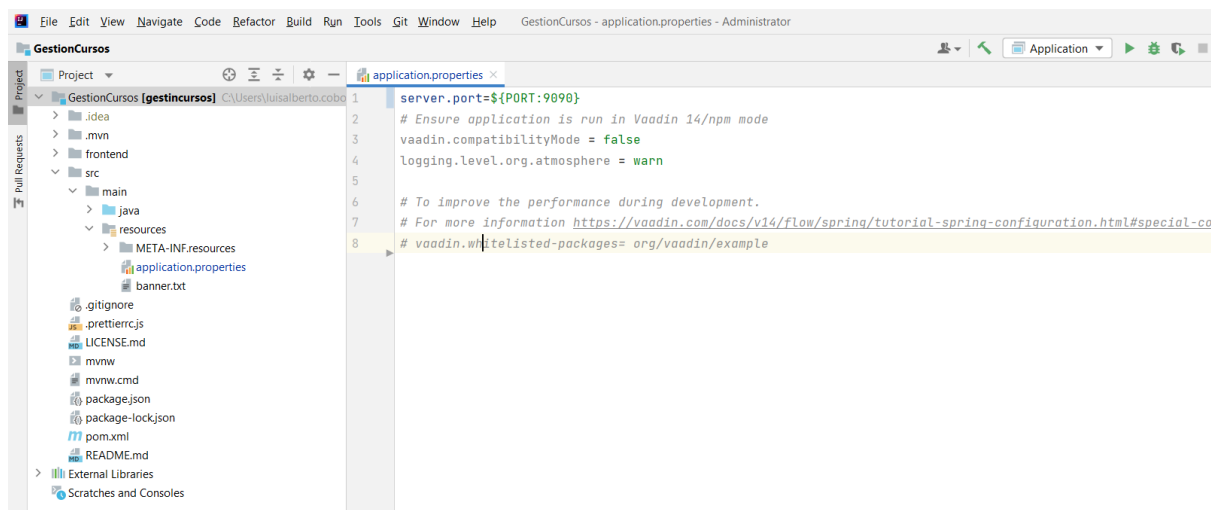 File Edit View Navigate Code Refactor Build Run Tools Git Window Help GestionCursos - application.properties - Administrator
GestionCursos
Application
Project
Pull Requests
Project
GestionCursos [gestincursos] C:\Users\luisalberto.cobo
.idea
.mvn
frontend
src
main
java
resources
META-INF.resources
application.properties
banner.txt
.gitignore
.prettierrc.js
LICENSE.md
mvnw
mvnw.cmd
package.json
package-lock.json
pom.xml
README.md
External Libraries
Scratches and Consoles
application.properties
1 server.port=${PORT:9090}
2 # Ensure application is run in Vaadin 14/npm mode
3 vaadin.compatibilityMode = false
4 logging.level.org.atmosphere = warn
5
6 # To improve the performance during development.
7 # For more information https://vaadin.com/docs/v14/flow/spring/tutorial-spring-configuration.html#special-co
8 # vaadin.whitelisted-packages= org/vaadin/example